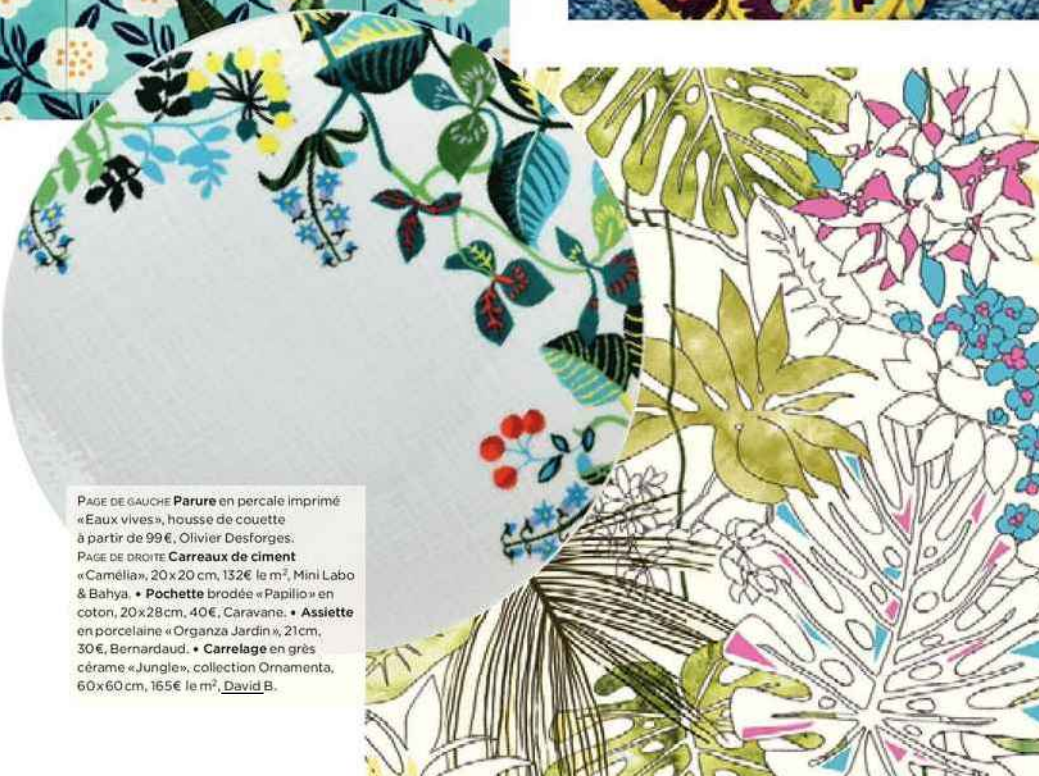 PAGE DE GAUCHE Parure en percale imprimé
«Eaux vives», housse de couette
à partir de 99€, Olivier Desforges.
PAGE DE DROITE Carreaux de ciment
«Camélia», 20x20 cm, 132€ le m², Mini Labo
& Bahya. • Pochette brodée «Papilio» en
coton, 20x28cm, 40€, Caravane. • Assiette
en porcelaine «Organza Jardin», 21cm,
30€, Bernardaud. • Carrelage en grès
cérame «Jungle», collection Ornamenta,
60x60 cm, 165€ le m², David B.